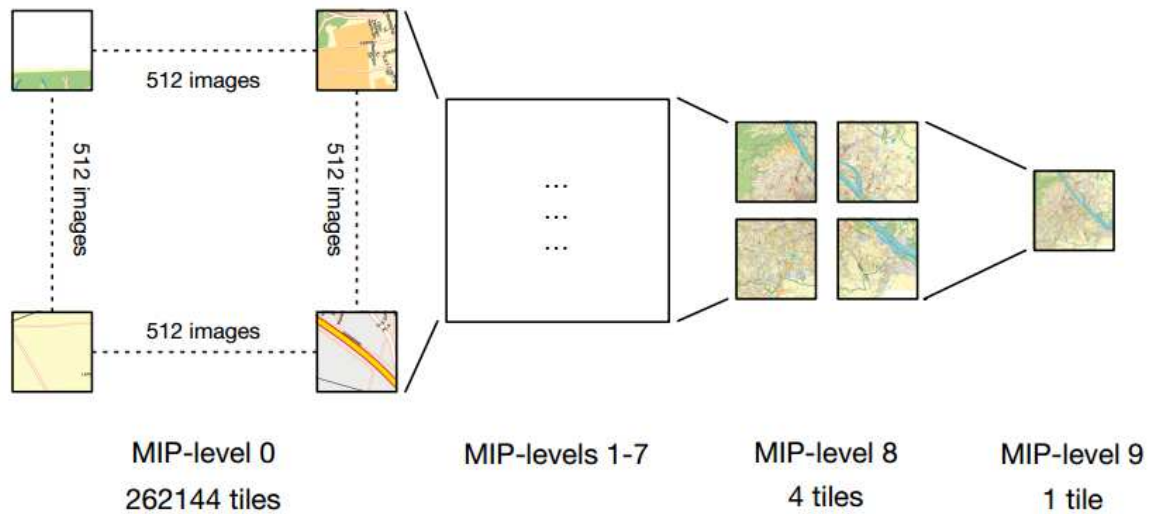 512 images
512 images
512 images
512 images
...
...
...
MIP-level 0
262144 tiles
MIP-levels 1-7
MIP-level 8
4 tiles
MIP-level 9
1 tile